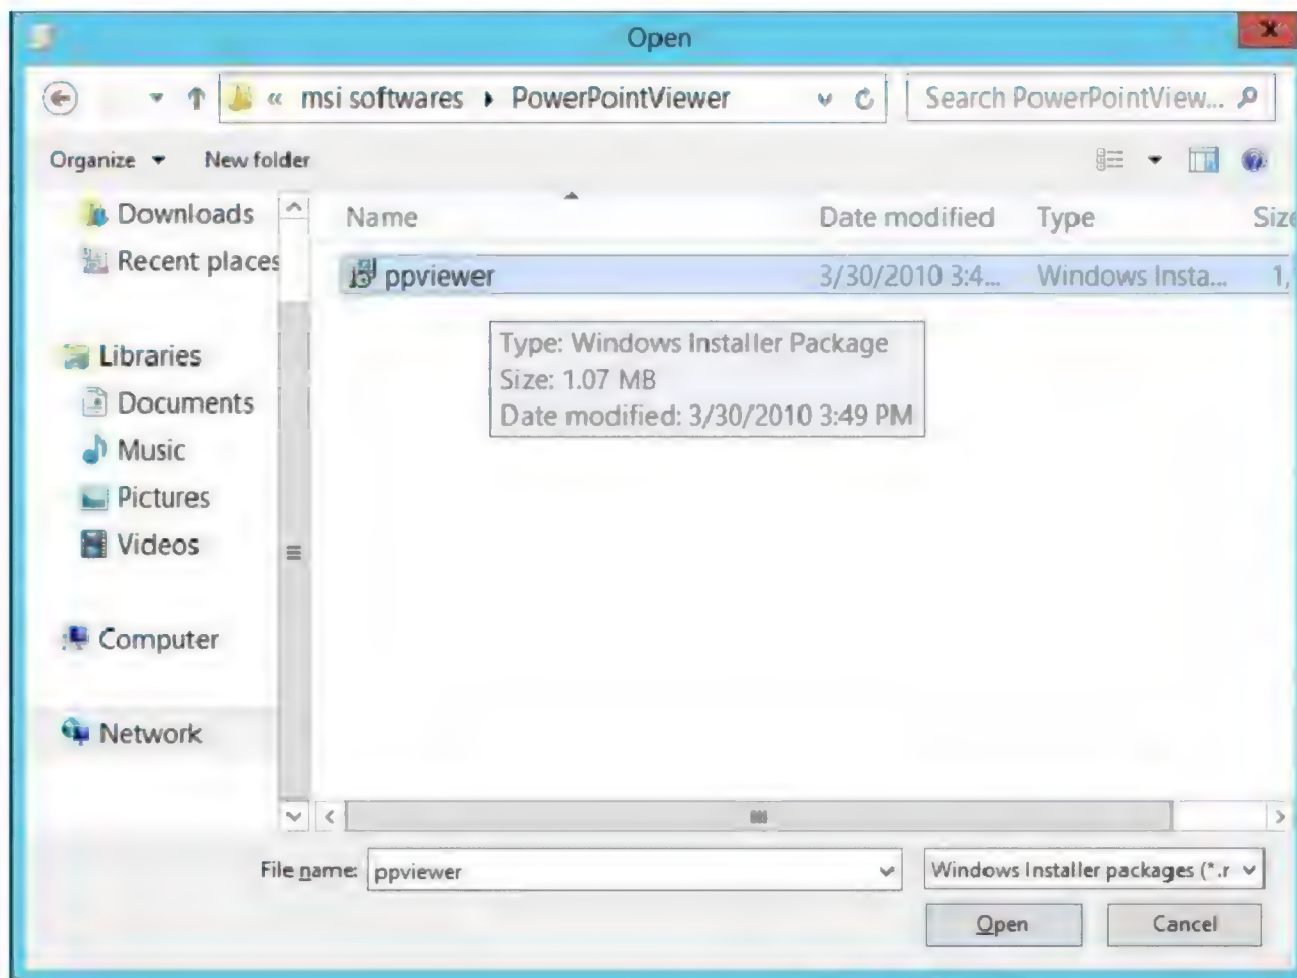 Open
« msi softwares ▸ PowerPointViewer
Search PowerPointView...
Organize
New folder
Downloads
Recent places
Libraries
Documents
Music
Pictures
Videos
Computer
Network
Name Date modified Type Size
ppviewer 3/30/2010 3:4... Windows Insta... 1,
Type: Windows Installer Package
Size: 1.07 MB
Date modified: 3/30/2010 3:49 PM
File name: ppviewer
Windows Installer packages (*.r
Open
Cancel